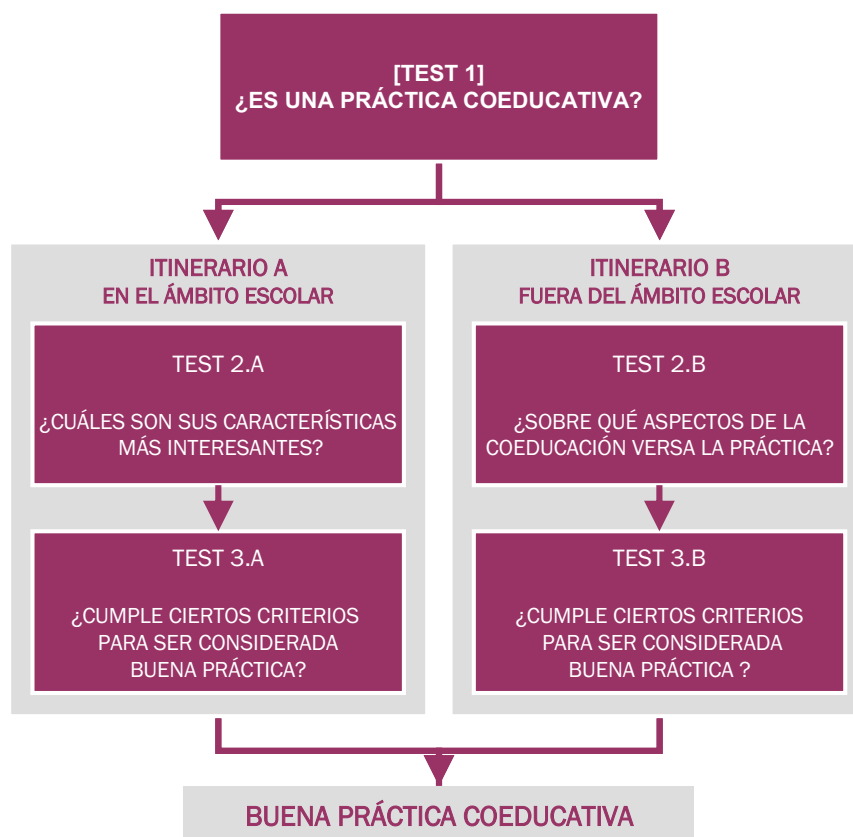 [TEST 1]
¿ES UNA PRÁCTICA COEDUCATIVA?
ITINERARIO A
EN EL ÁMBITO ESCOLAR
TEST 2.A
¿CUÁLES SON SUS CARACTERÍSTICAS
MÁS INTERESANTES?
TEST 3.A
¿CUMPLE CIERTOS CRITERIOS
PARA SER CONSIDERADA
BUENA PRÁCTICA?
ITINERARIO B
FUERA DEL ÁMBITO ESCOLAR
TEST 2.B
¿SOBRE QUÉ ASPECTOS DE LA
COEDUCACIÓN VERSA LA PRÁCTICA?
TEST 3.B
¿CUMPLE CIERTOS CRITERIOS
PARA SER CONSIDERADA
BUENA PRÁCTICA ?
BUENA PRÁCTICA COEDUCATIVA